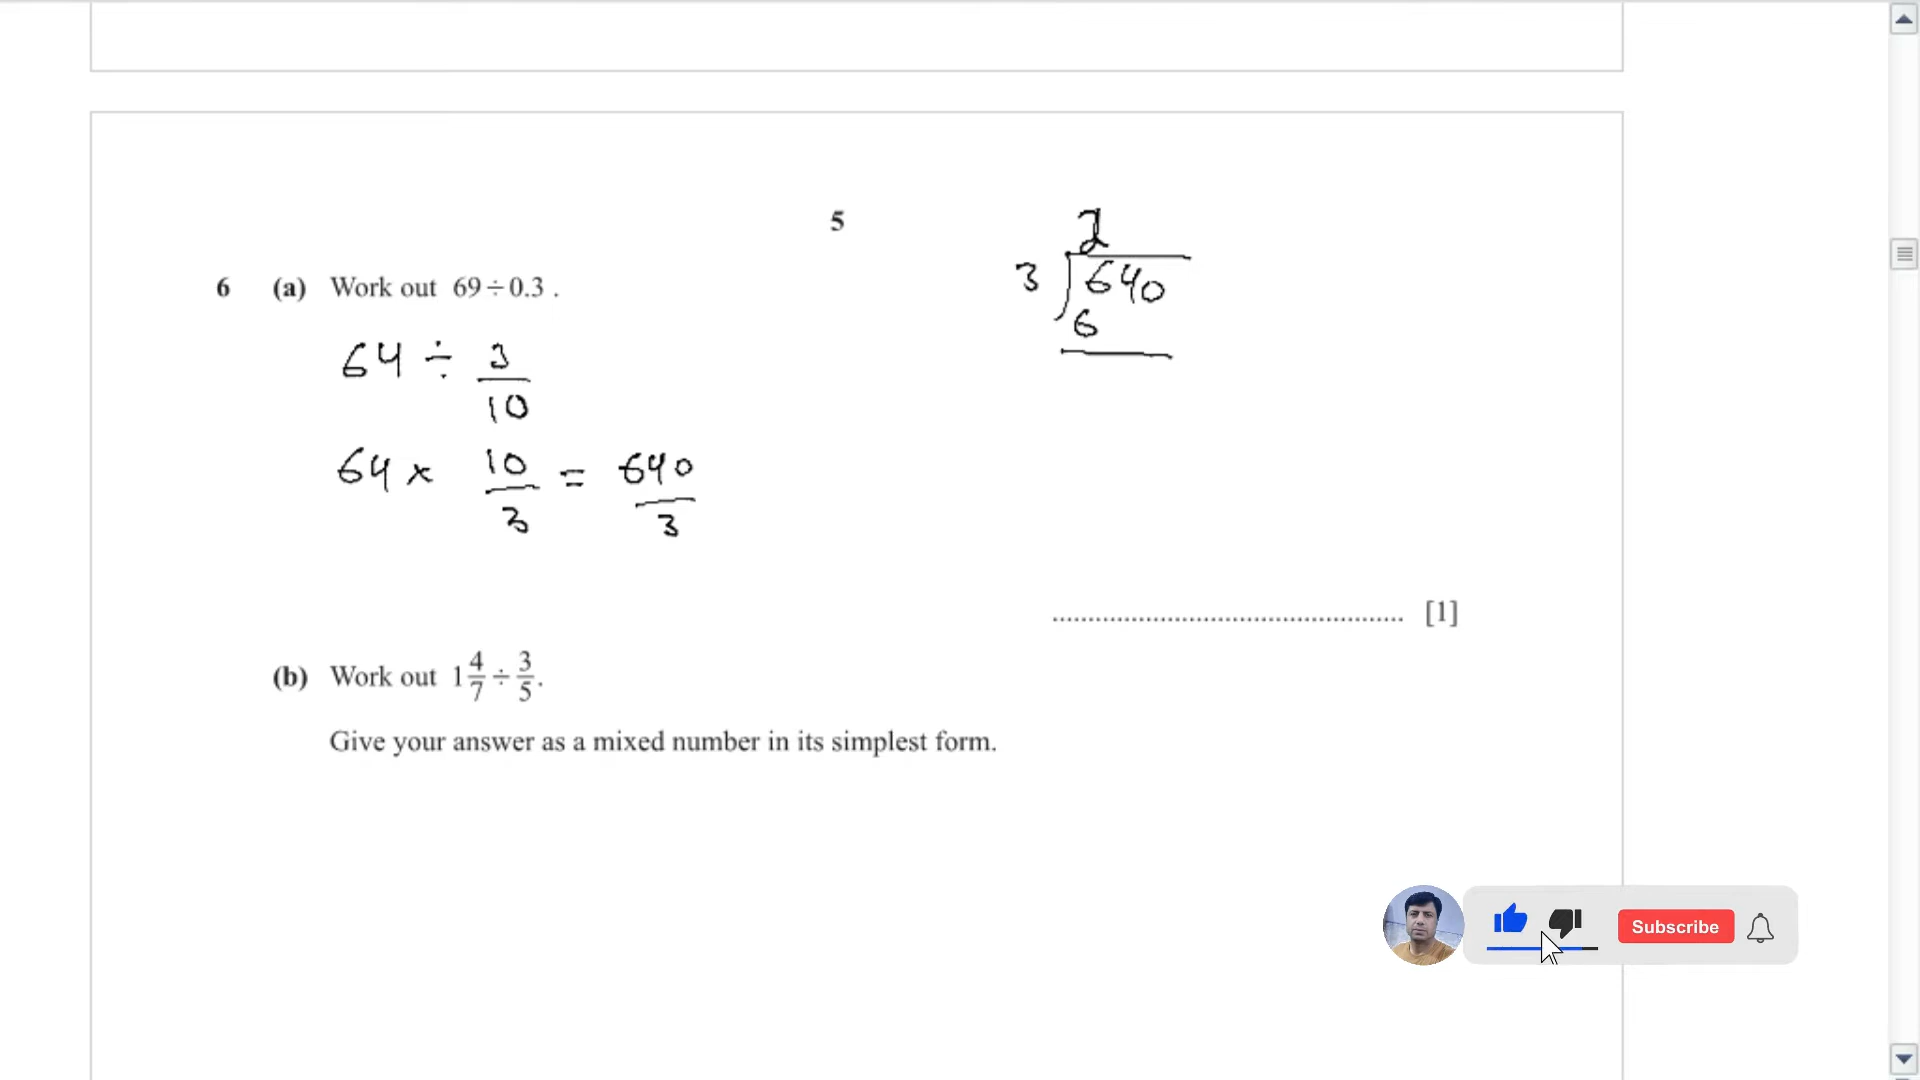 5
6 (a) Work out 69 ÷ 0.3 .
64 ÷ 3/10
64 × 10/3 = 640/3
2
3 ) 640
6
........................................ [1]
(b) Work out 1 4/7 ÷ 3/5.
Give your answer as a mixed number in its simplest form.
Subscribe